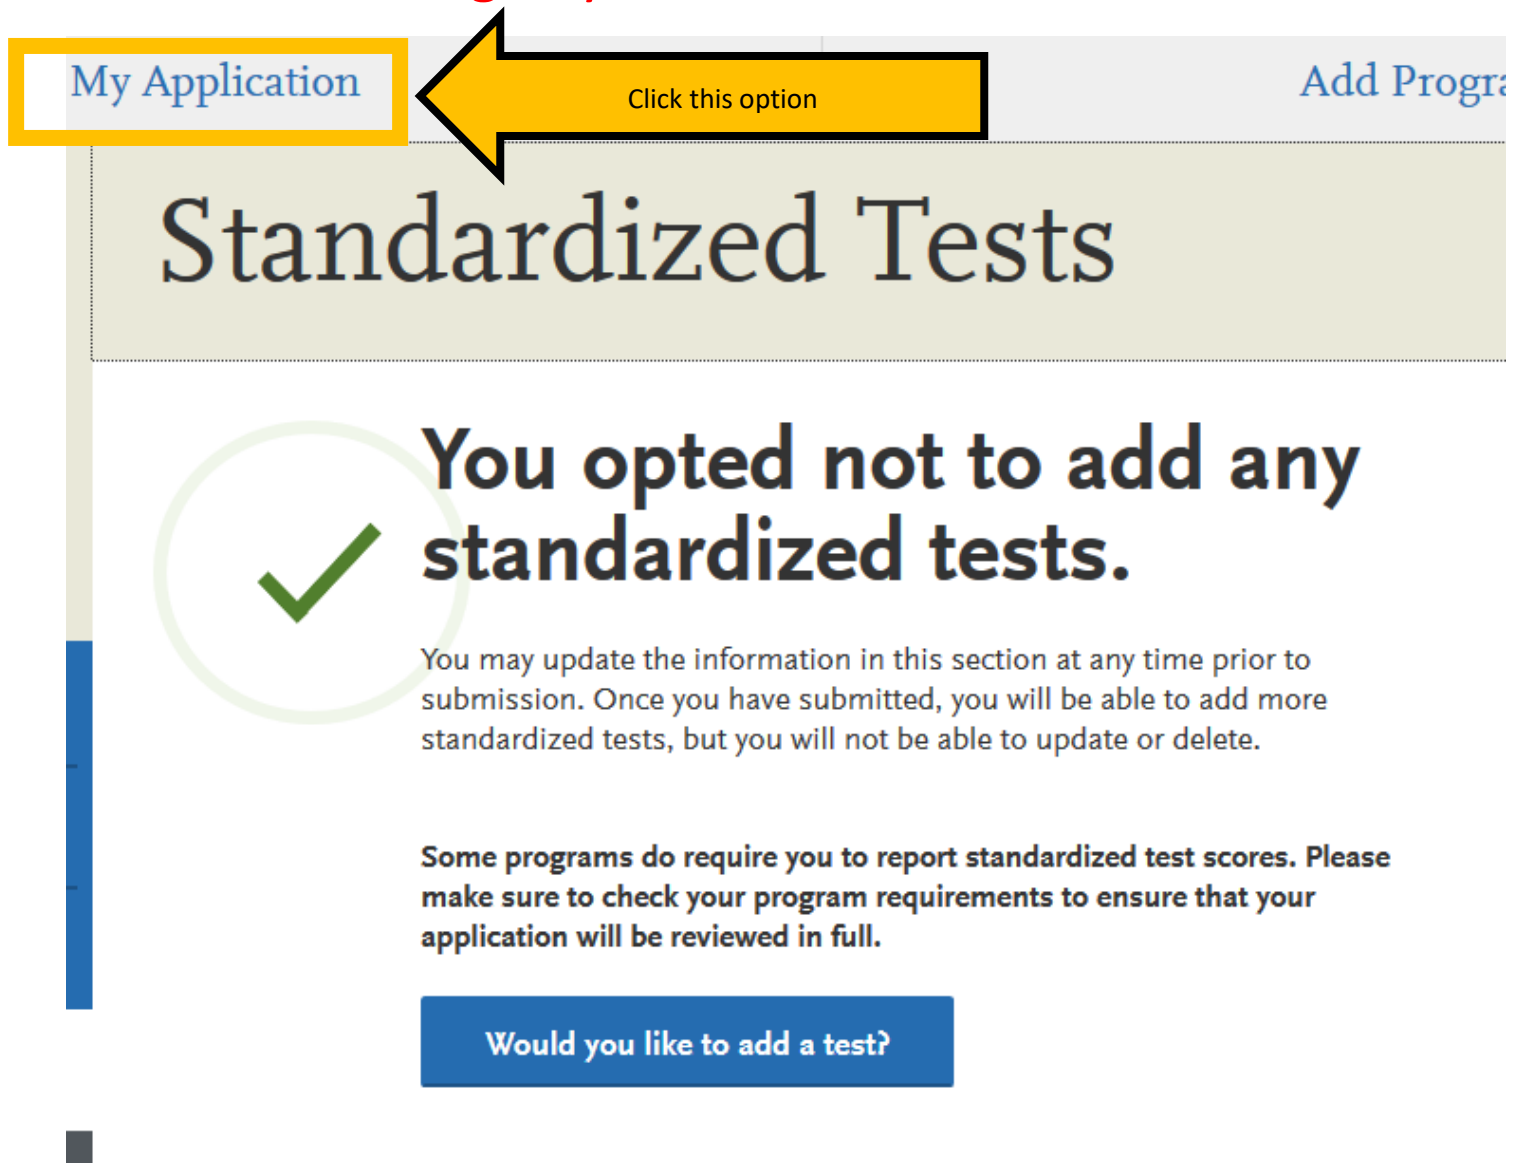 My Application
Click this option
Add
Standardized Tests
You opted not to add any
standardized tests.
You may update the information in this section at any time prior to
submission. Once you have submitted, you will be able to add more
standardized tests, but you will not be able to update or delete.
Some programs do require you to report standardized test scores. Please
make sure to check your program requirements to ensure that your
application will be reviewed in full.
Would you like to add a test?